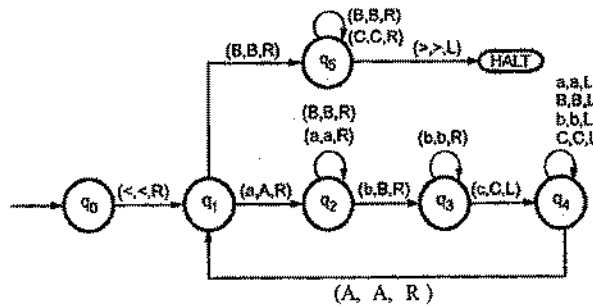 (B,B,R)
(C,C,R)
(B,B,R)
q5
(>,>,L)
HALT
(B,B,R)
(a,a,R)
(b,b,R)
a,a,L
B,B,L
b,b,L
C,C,L
q0
(<,<,R)
q1
(a,A,R)
q2
(b,B,R)
q3
(c,C,L)
q4
(A, A, R)